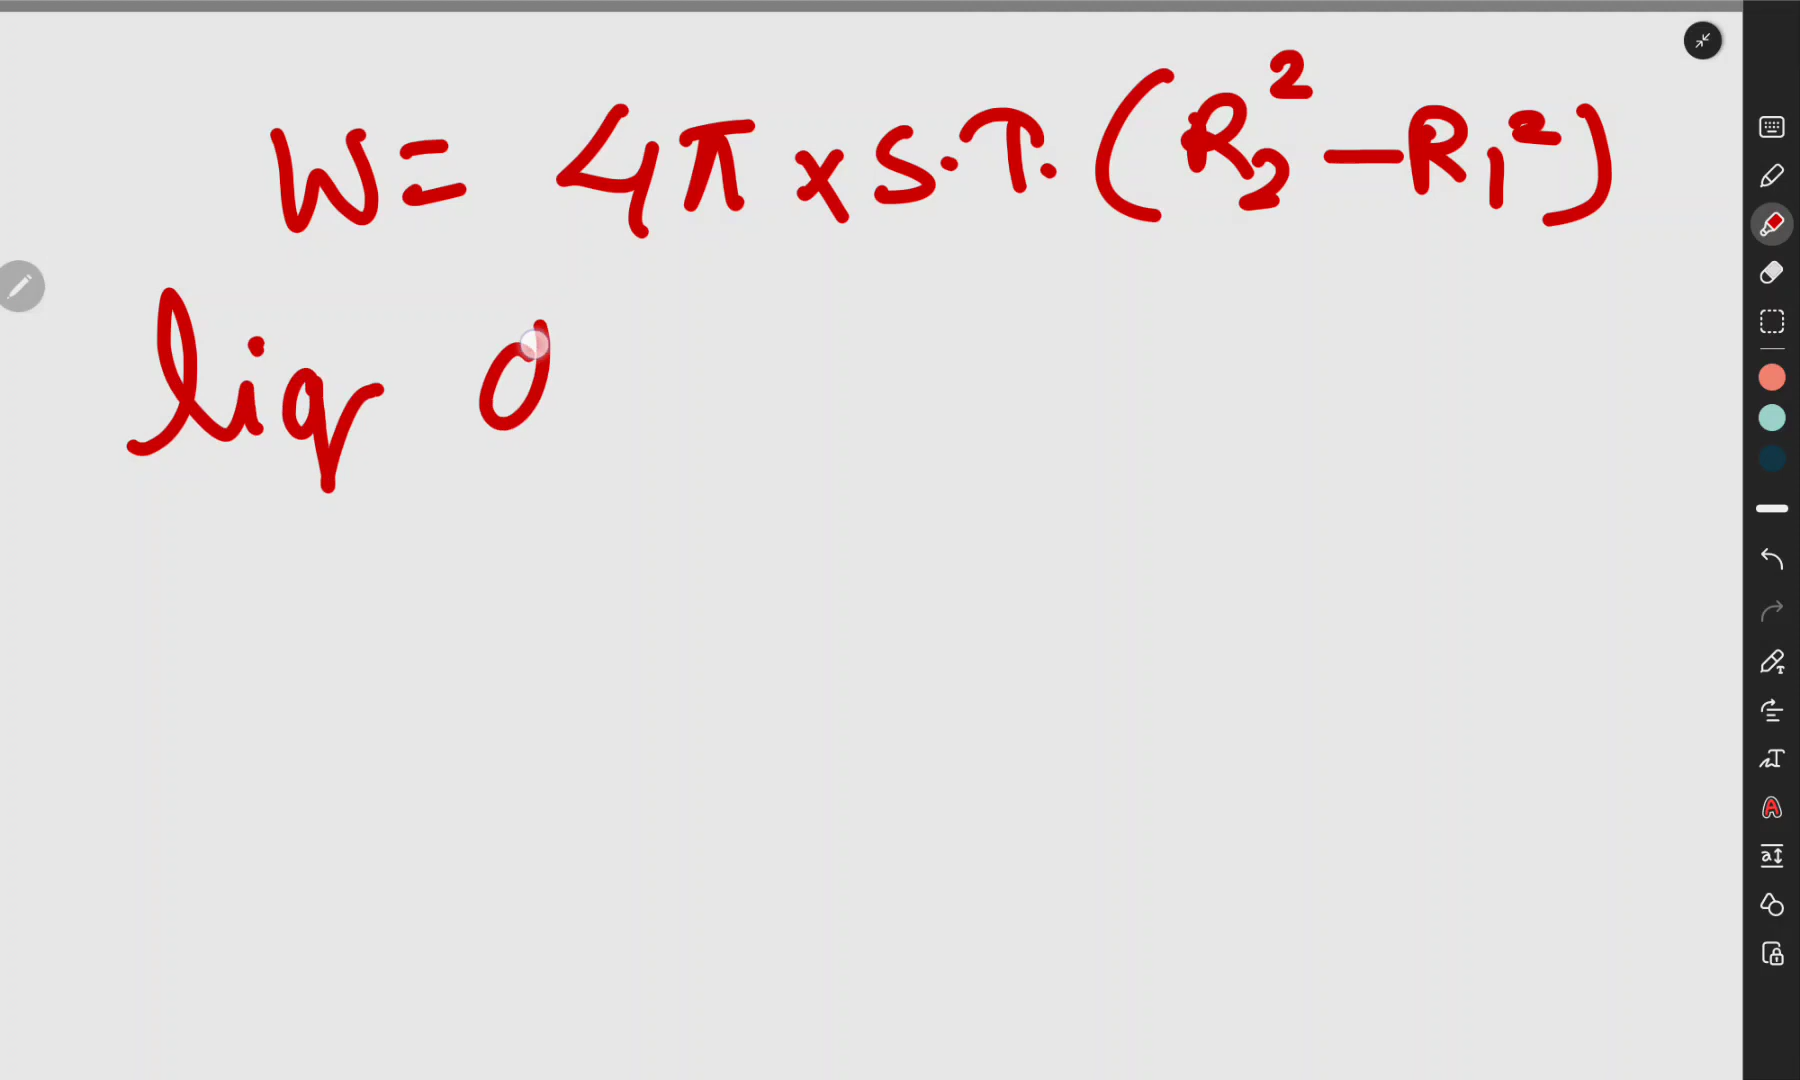 W = 4π × S.T. (R₂² − R₁²)
liq